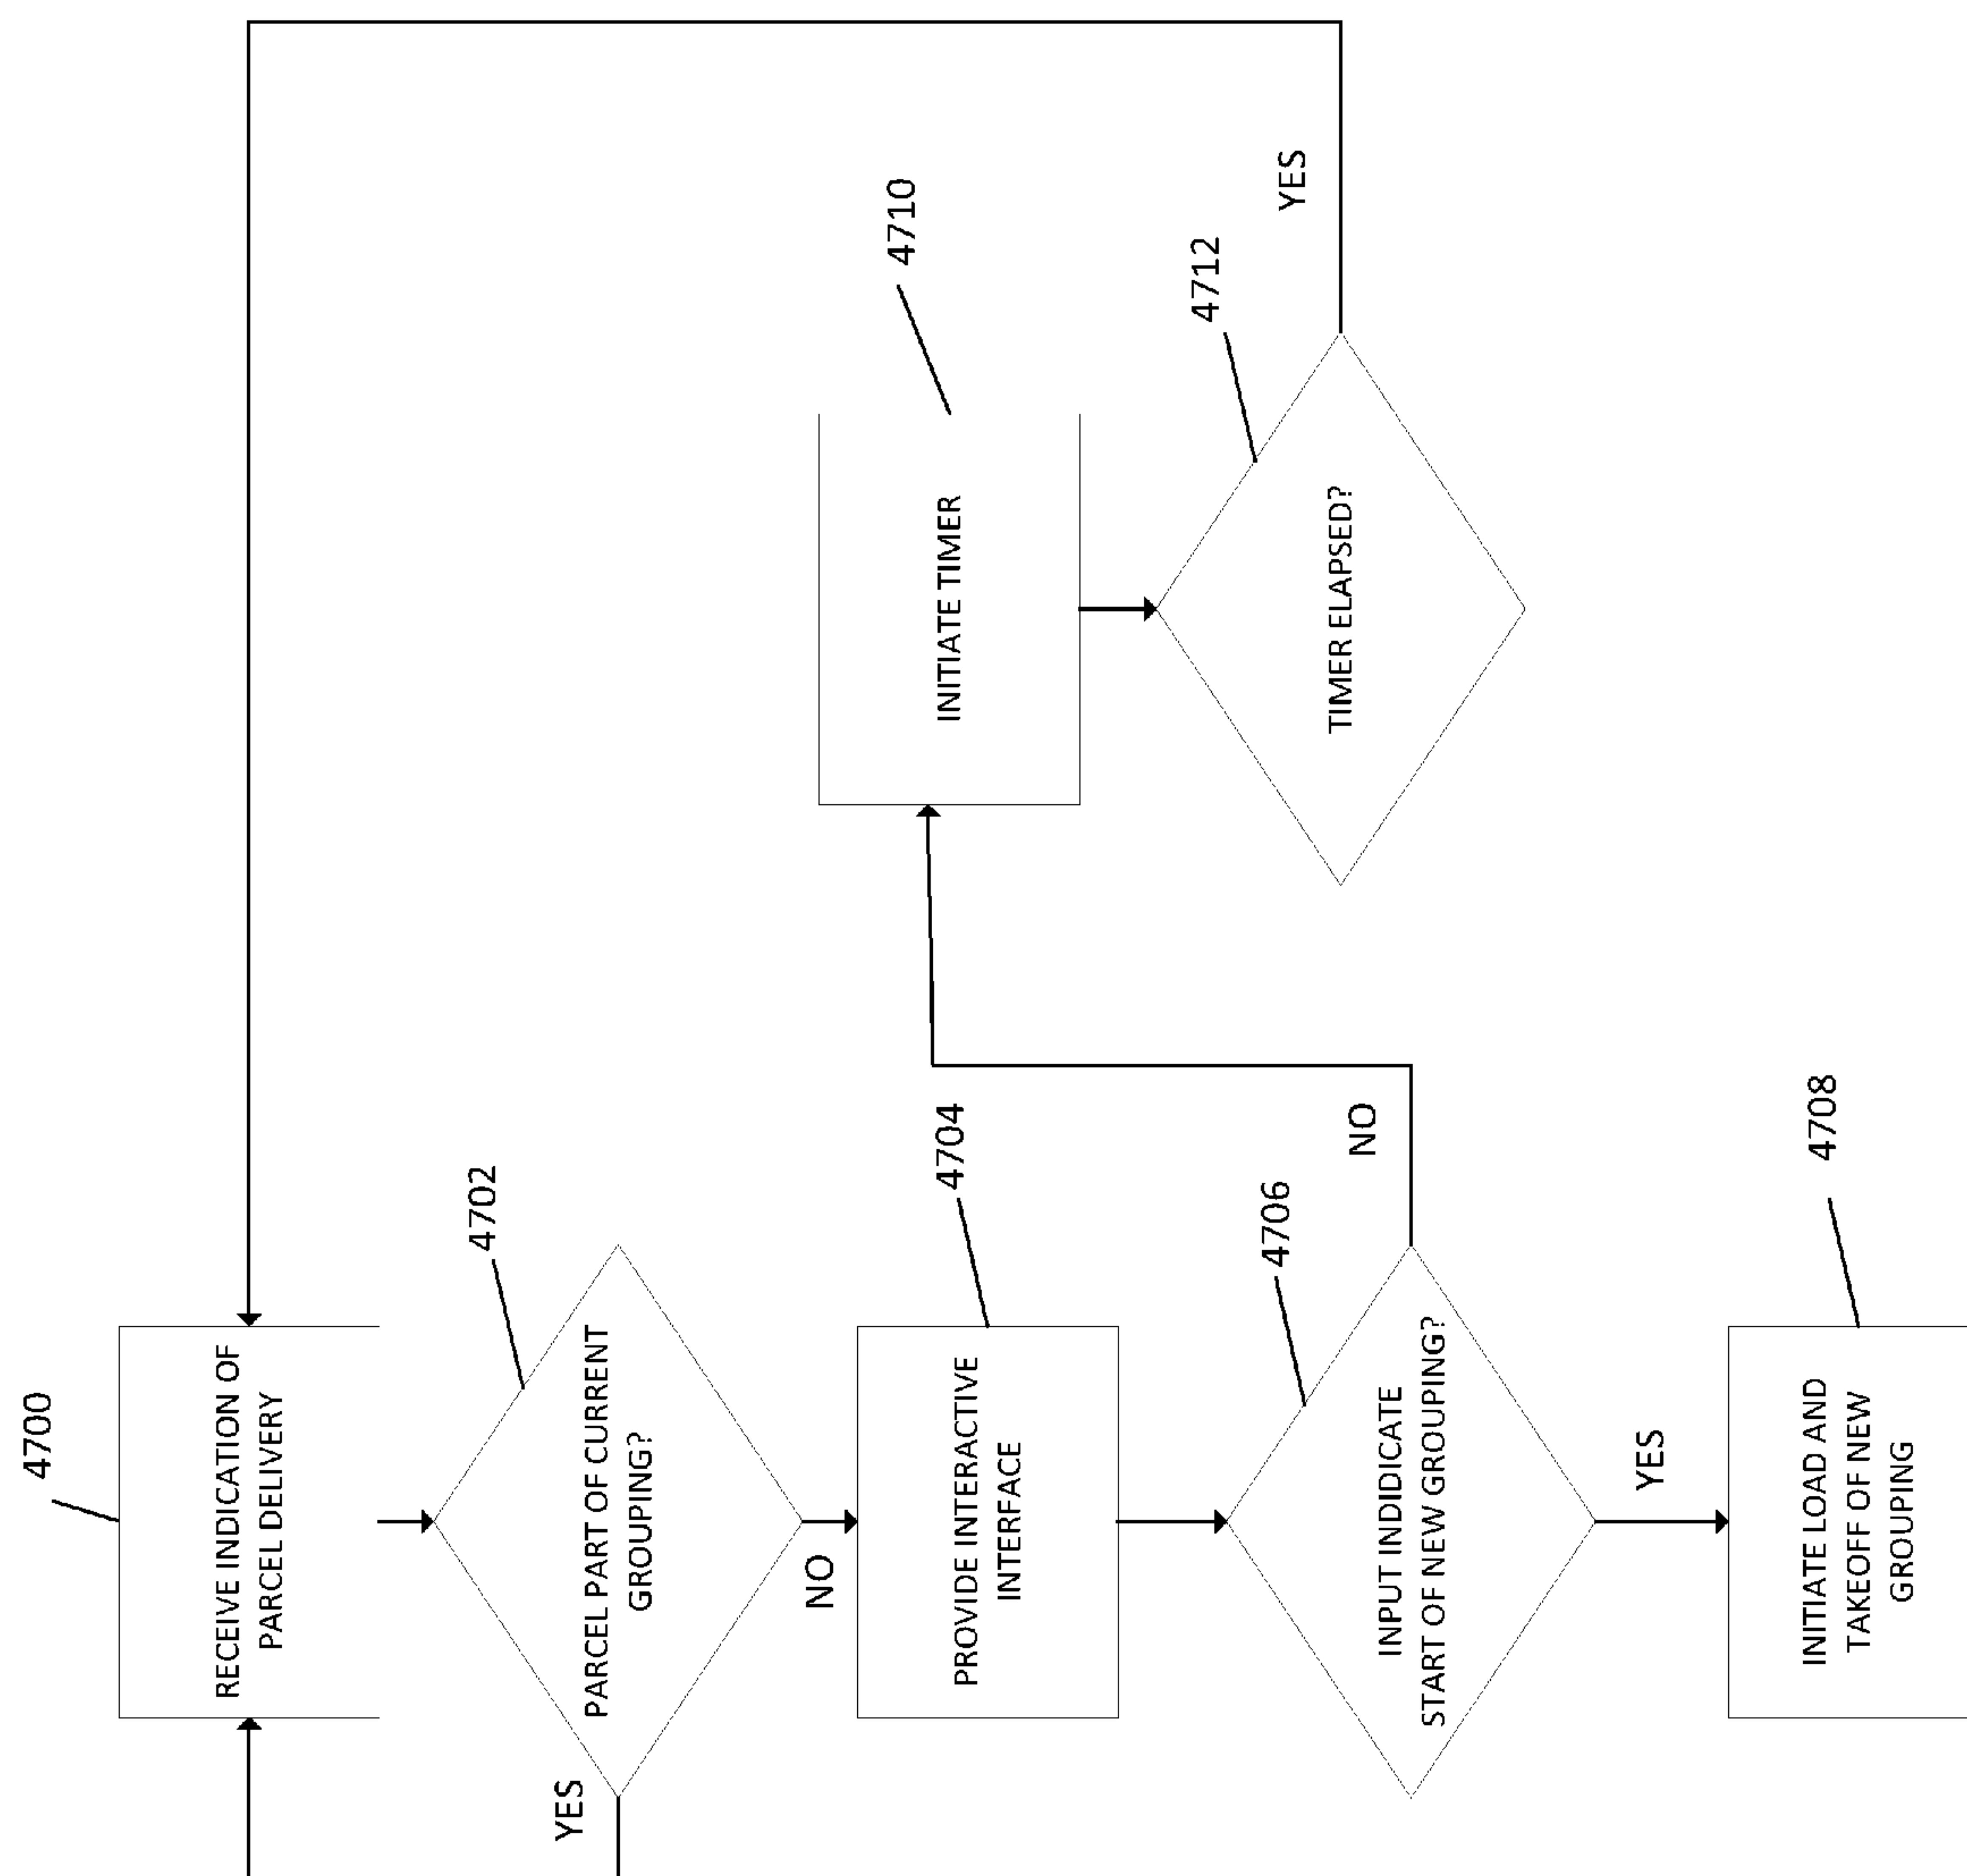 4700
RECEIVE INDICATION OF
PARCEL DELIVERY
4702
PARCEL PART OF CURRENT
GROUPING?
YES
NO
4704
PROVIDE INTERACTIVE
INTERFACE
4706
INPUT INDIDICATE
START OF NEW GROUPING?
NO
YES
4708
INITIATE LOAD AND
TAKEOFF OF NEW
GROUPING
4710
INITIATE TIMER
4712
TIMER ELAPSED?
YES